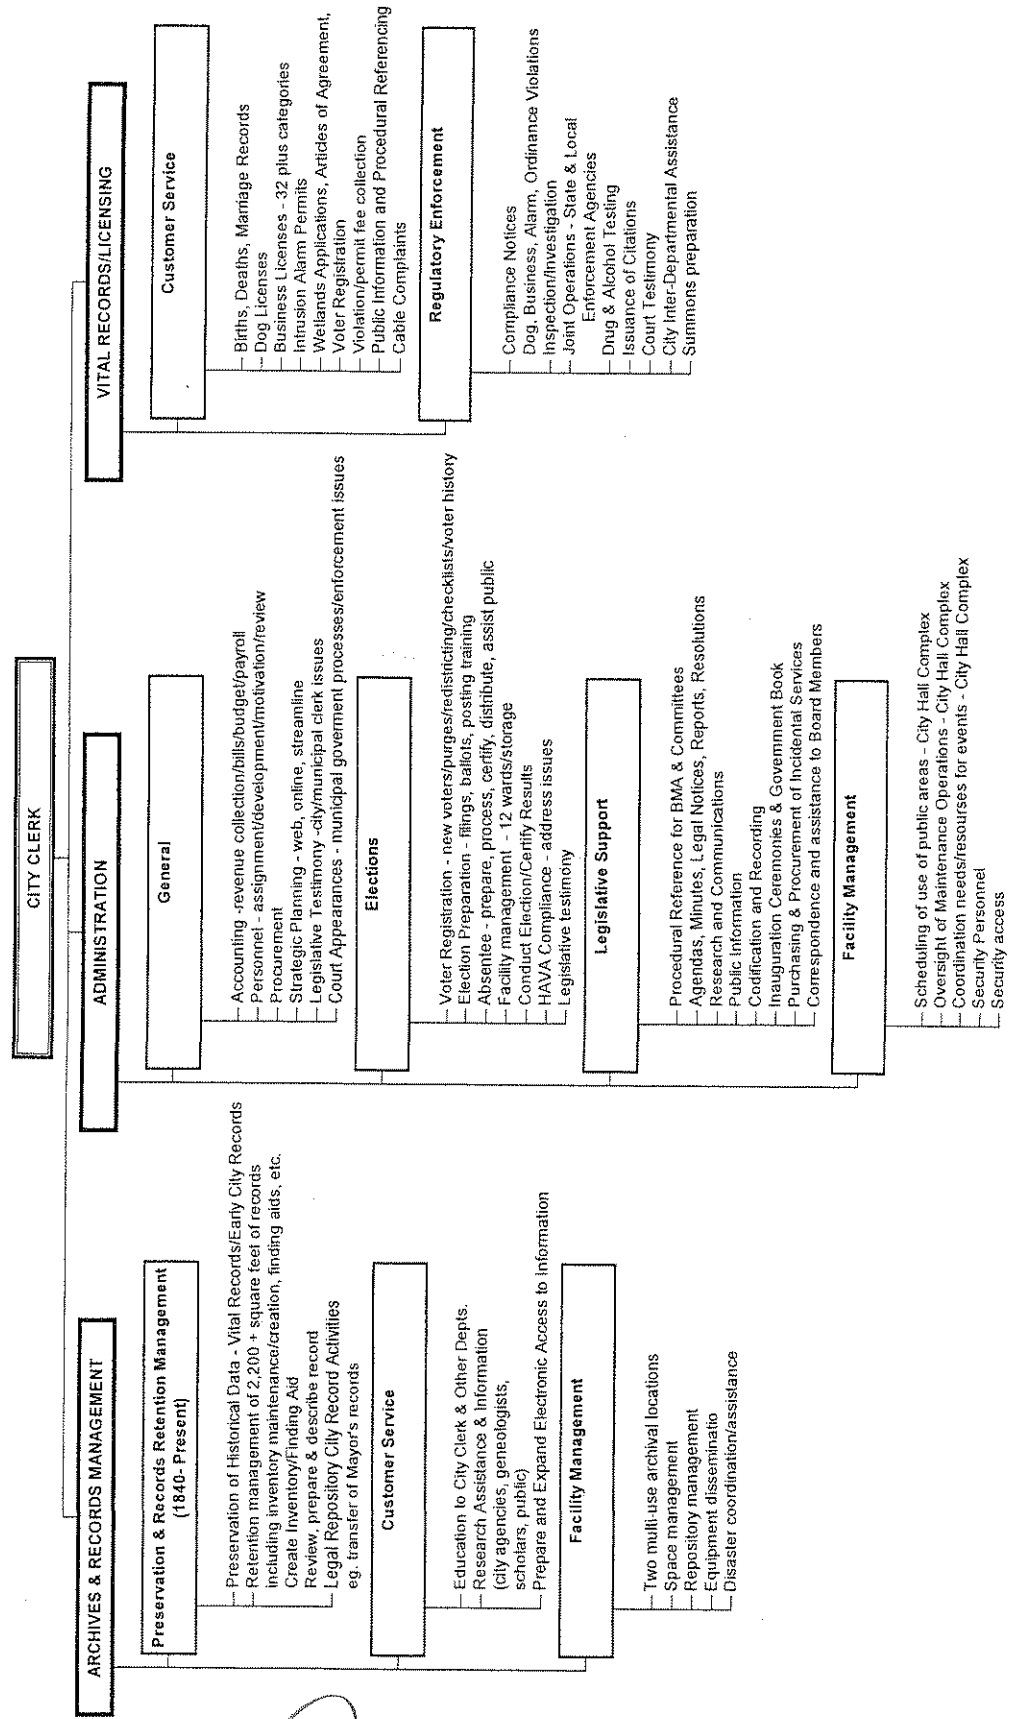 CITY CLERK
ARCHIVES & RECORDS MANAGEMENT
Preservation & Records Retention Management
(1840- Present)
Preservation of Historical Data - Vital Records/Early City Records
Retention management of 2,200 + square feet of records
including inventory maintenance/creation, finding aids, etc.
Create Inventory/Finding Aid
Review, prepare & describe record
Legal Repository City Record Activities
eg. transfer of Mayor's records
Customer Service
Education to City Clerk & Other Depts.
Research Assistance & Information
(city agencies, geneologists,
scholars, public)
Prepare and Expand Electronic Access to Information
Facility Management
Two multi-use archival locations
Space management
Repository management
Equipment disseminatio
Disaster coordination/assistance
ADMINISTRATION
General
Accounting -revenue collection/bills/budget/payroll
Personnel - assignment/development/motivation/review
Procurement
Strategic Planning - web, online, streamline
Legislative Testimony -city/municipal clerk issues
Court Appearances - municipal goverment processes/enforcement issues
Elections
Voter Registration - new voters/purges/redistricting/checklists/voter history
Election Preparation - filings, ballots, posting training
Absentee - prepare, process, certify, distribute, assist public
Facility management - 12 wards/storage
Conduct Election/Certify Results
HAVA Compliance - address issues
Legislative testimony
Legislative Support
Procedural Reference for BMA & Committees
Agendas, Minutes, Legal Notices, Reports, Resolutions
Research and Communications
Public Information
Codification and Recording
Inauguration Ceremonies & Government Book
Purchasing & Procurement of Incidental Services
Correspondence and assistance to Board Members
Facility Management
Scheduling of use of public areas - City Hall Complex
Oversight of Maintenance Operations - City Hall Complex
Coordination needs/resourses for events - City Hall Complex
Security Personnel
Security access
VITAL RECORDS/LICENSING
Customer Service
Births, Deaths, Marriage Records
Dog Licenses
Business Licenses - 32 plus categories
Intrusion Alarm Permits
Wetlands Applications, Articles of Agreement,
Voter Registration
Violation/permit fee collection
Public Information and Procedural Referencing
Cable Complaints
Regulatory Enforcement
Compliance Notices
Dog, Business, Alarm, Ordinance Violations
Inspection/Investigation
Joint Operations - State & Local
Enforcement Agencies
Drug & Alcohol Testing
Issuance of Citations
Court Testimony
City Inter-Departmental Assistance
Summons preparation